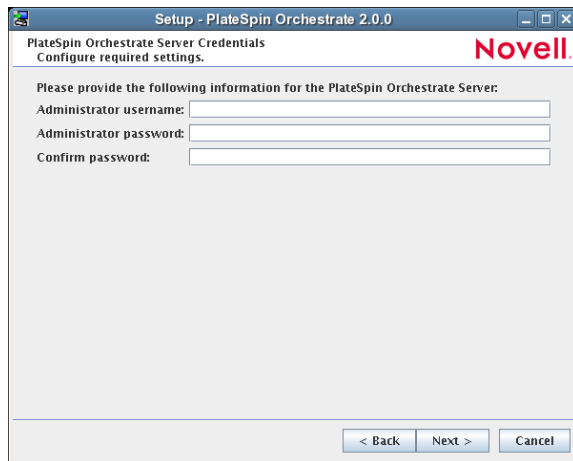 Setup - PlateSpin Orchestrate 2.0.0
PlateSpin Orchestrate Server Credentials
Configure required settings.
Novell.
Please provide the following information for the PlateSpin Orchestrate Server:
Administrator username:
Administrator password:
Confirm password:
< Back
Next >
Cancel